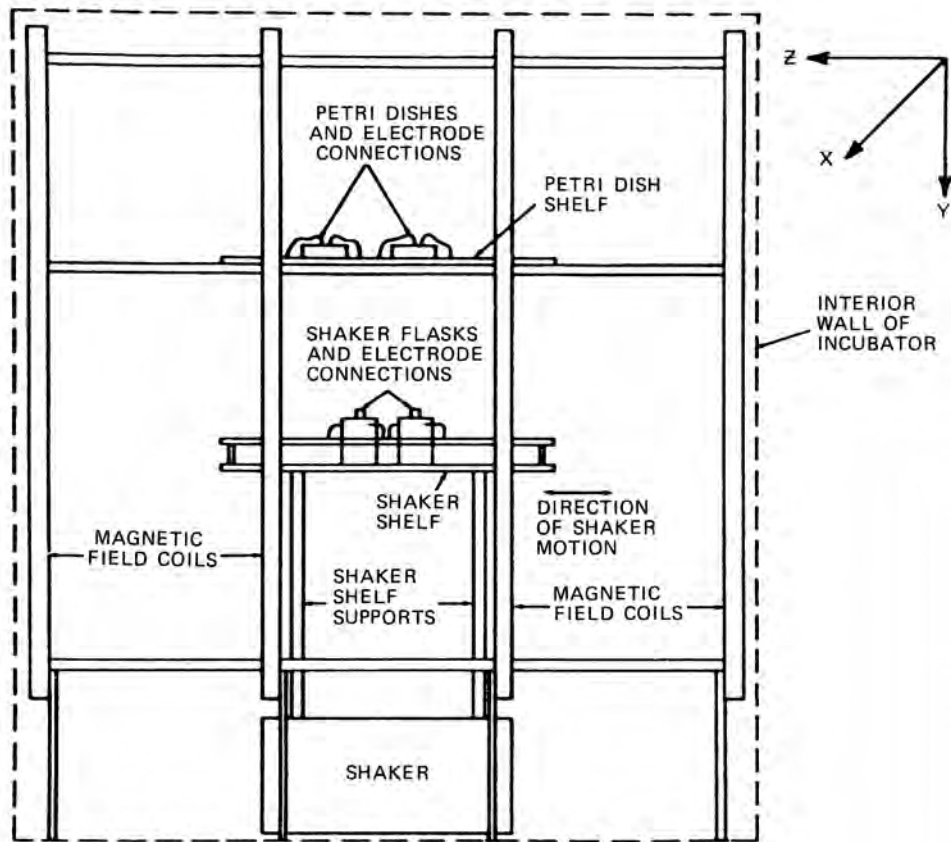 Z
X
Y
PETRI DISHES
AND ELECTRODE
CONNECTIONS
PETRI DISH
SHELF
INTERIOR
WALL OF
INCUBATOR
SHAKER FLASKS
AND ELECTRODE
CONNECTIONS
SHAKER
SHELF
DIRECTION
OF SHAKER
MOTION
MAGNETIC
FIELD COILS
SHAKER
SHELF
SUPPORTS
MAGNETIC
FIELD COILS
SHAKER